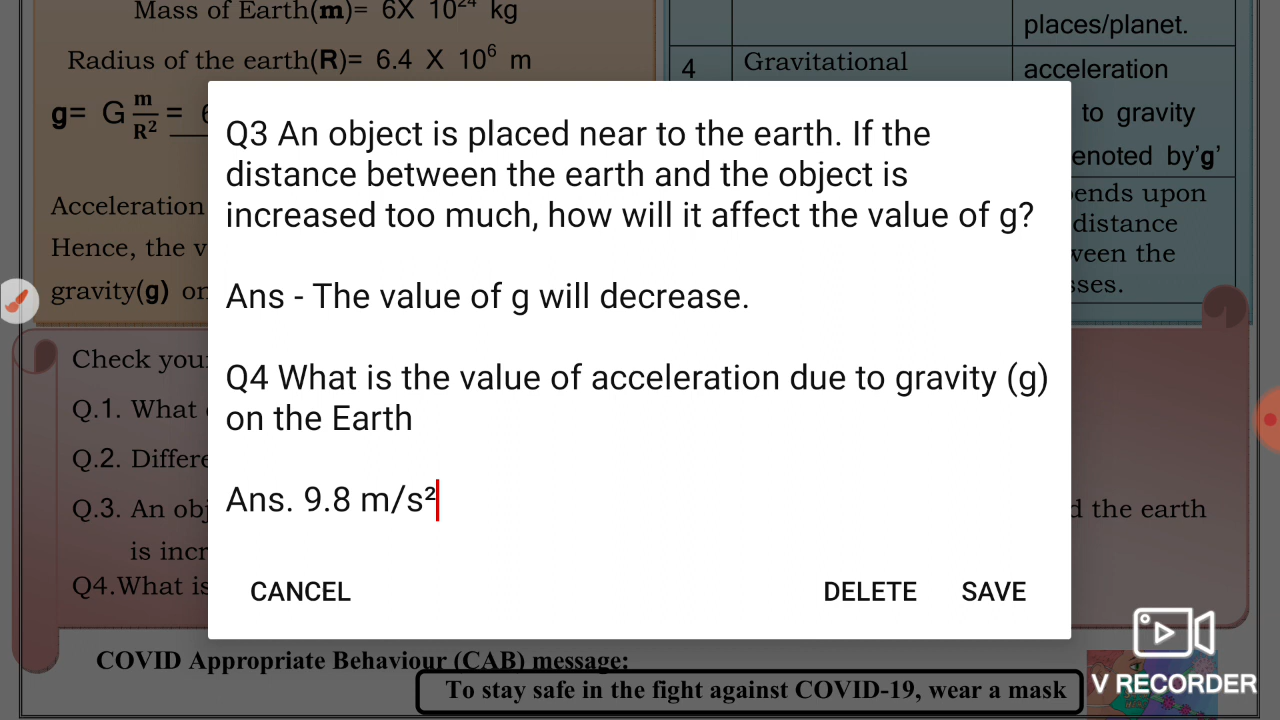 Mass of Earth(m)= 6X 10²⁴ kg
Radius of the earth(R)= 6.4 X 10⁶ m
g= G m/R² = 6
Acceleration
Hence, the v
gravity(g) on
places/planet.
4 Gravitational acceleration
to gravity
enoted by'g'
ends upon
distance
ween the
sses.
Q3 An object is placed near to the earth. If the
distance between the earth and the object is
increased too much, how will it affect the value of g?
Ans - The value of g will decrease.
Q4 What is the value of acceleration due to gravity (g)
on the Earth
Ans. 9.8 m/s²
CANCEL DELETE SAVE
Check your
Q.1. What
Q.2. Differe
Q.3. An obj
d the earth
is incr
Q4.What is
COVID Appropriate Behaviour (CAB) message:
To stay safe in the fight against COVID-19, wear a mask
V RECORDER